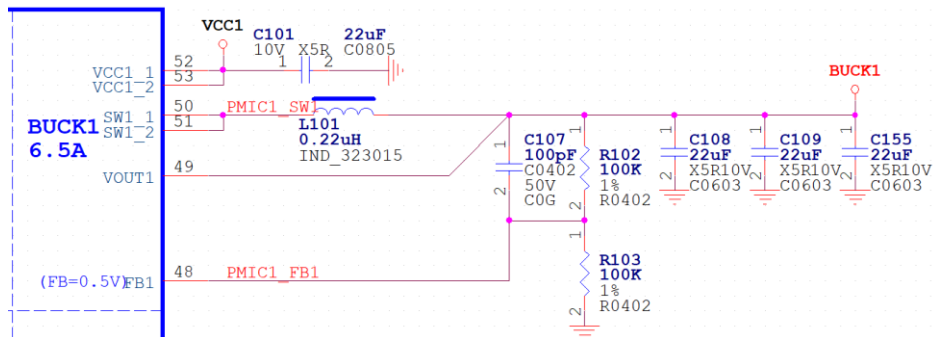 VCC1
C101 22uF
10V X5R C0805
1 2
52
VCC1_1
53
VCC1_2
50 PMIC1_SW1
SW1_1
51
SW1_2
BUCK1
6.5A
L101
0.22uH
IND_323015
49
VOUT1
BUCK1
1
C107
100pF
C0402
50V
C0G
2
1
R102
100K
1%
R0402
2
1
C108
22uF
X5R10V
C0603
2
1
C109
22uF
X5R10V
C0603
2
1
C155
22uF
X5R10V
C0603
2
1
R103
100K
1%
R0402
2
48 PMIC1_FB1
(FB=0.5V) FB1